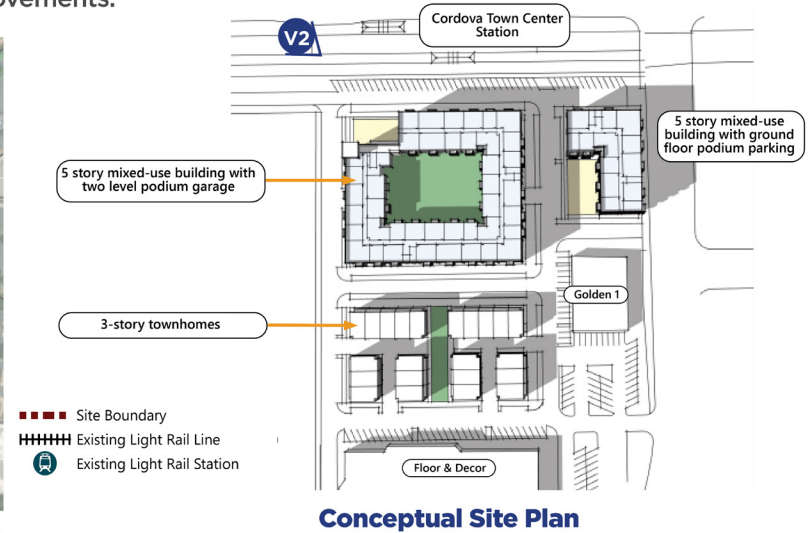 Cordova Town Center
Station
V2
5 story mixed-use
building with ground
floor podium parking
5 story mixed-use building with
two level podium garage
Golden 1
3-story townhomes
Site Boundary
Existing Light Rail Line
Existing Light Rail Station
Floor & Decor
Conceptual Site Plan